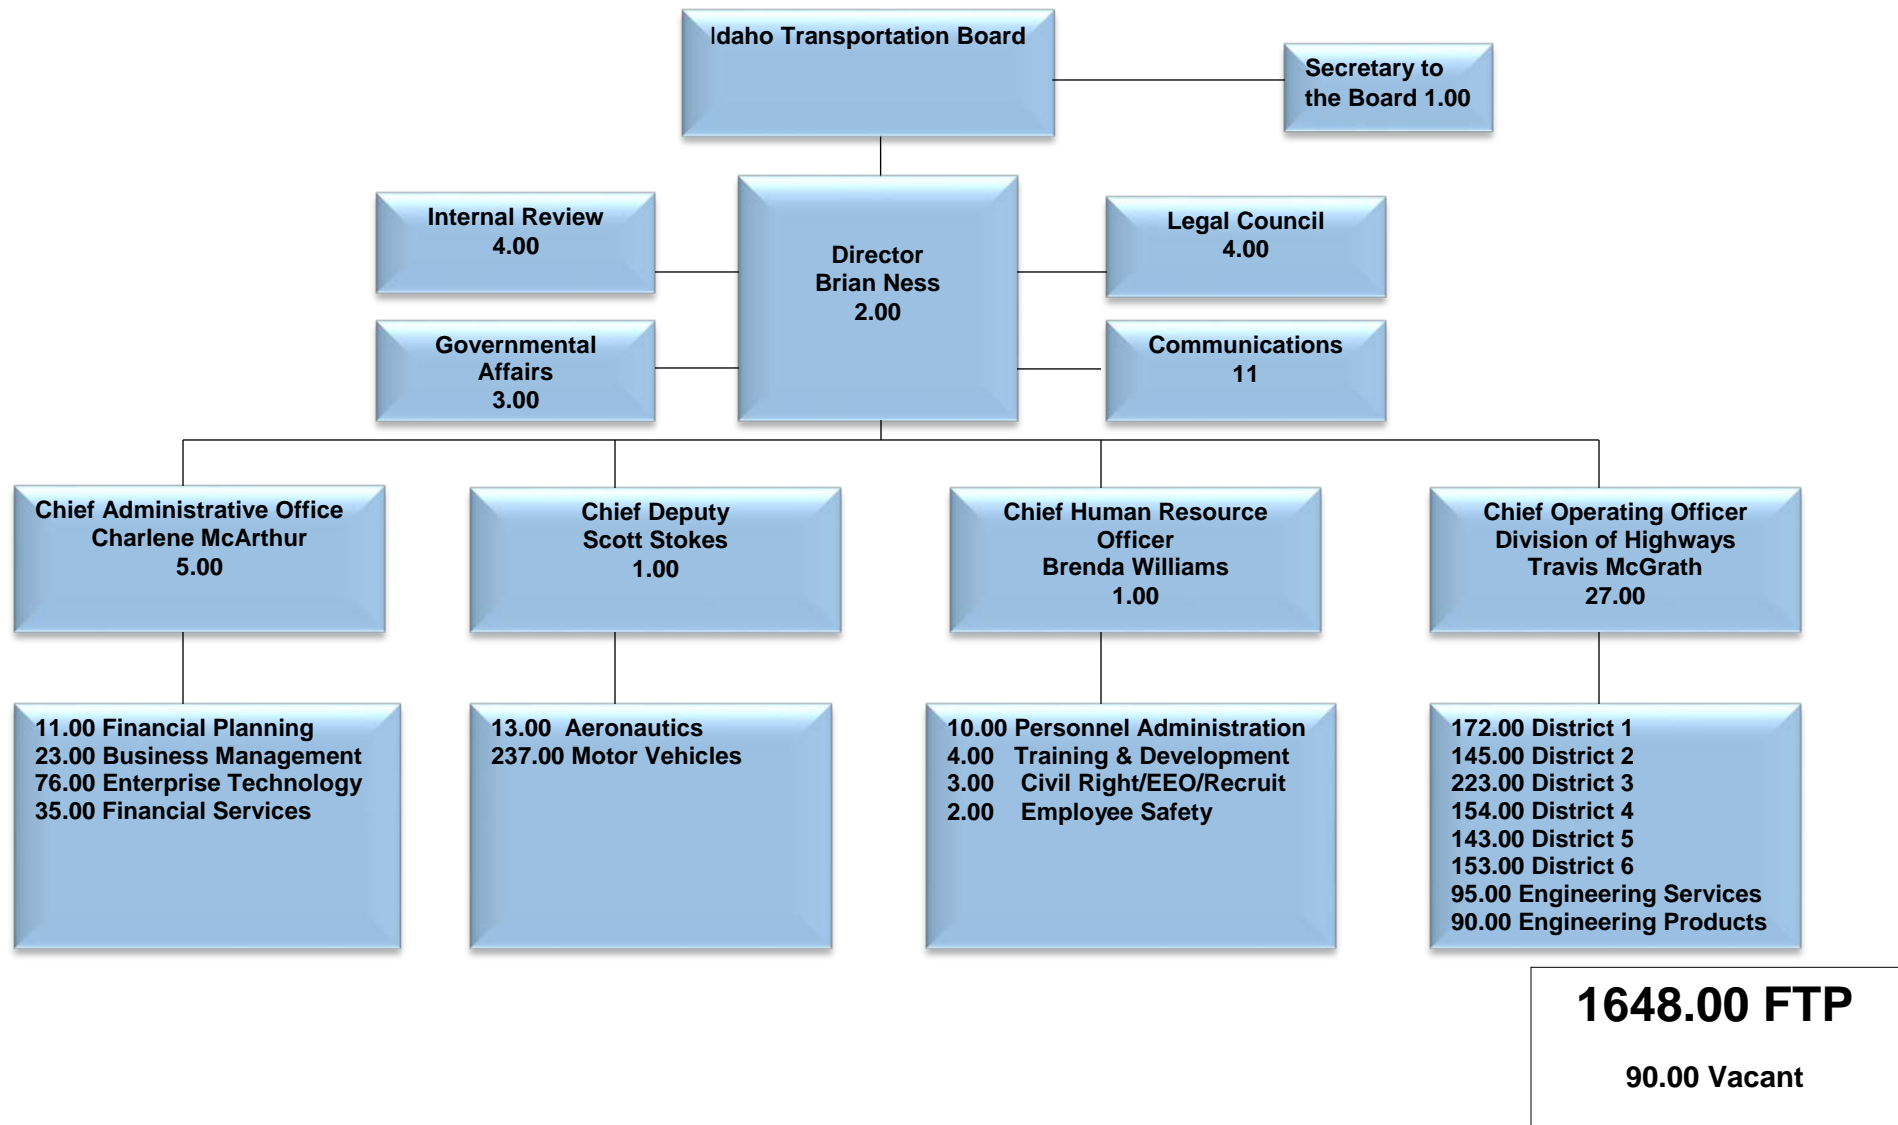 Idaho Transportation Board
Secretary to
the Board 1.00
Internal Review
4.00
Director
Brian Ness
2.00
Legal Council
4.00
Governmental
Affairs
3.00
Communications
11
Chief Administrative Office
Charlene McArthur
5.00
Chief Deputy
Scott Stokes
1.00
Chief Human Resource
Officer
Brenda Williams
1.00
Chief Operating Officer
Division of Highways
Travis McGrath
27.00
11.00 Financial Planning
23.00 Business Management
76.00 Enterprise Technology
35.00 Financial Services
13.00 Aeronautics
237.00 Motor Vehicles
10.00 Personnel Administration
4.00 Training & Development
3.00 Civil Right/EEO/Recruit
2.00 Employee Safety
172.00 District 1
145.00 District 2
223.00 District 3
154.00 District 4
143.00 District 5
153.00 District 6
95.00 Engineering Services
90.00 Engineering Products
1648.00 FTP
90.00 Vacant